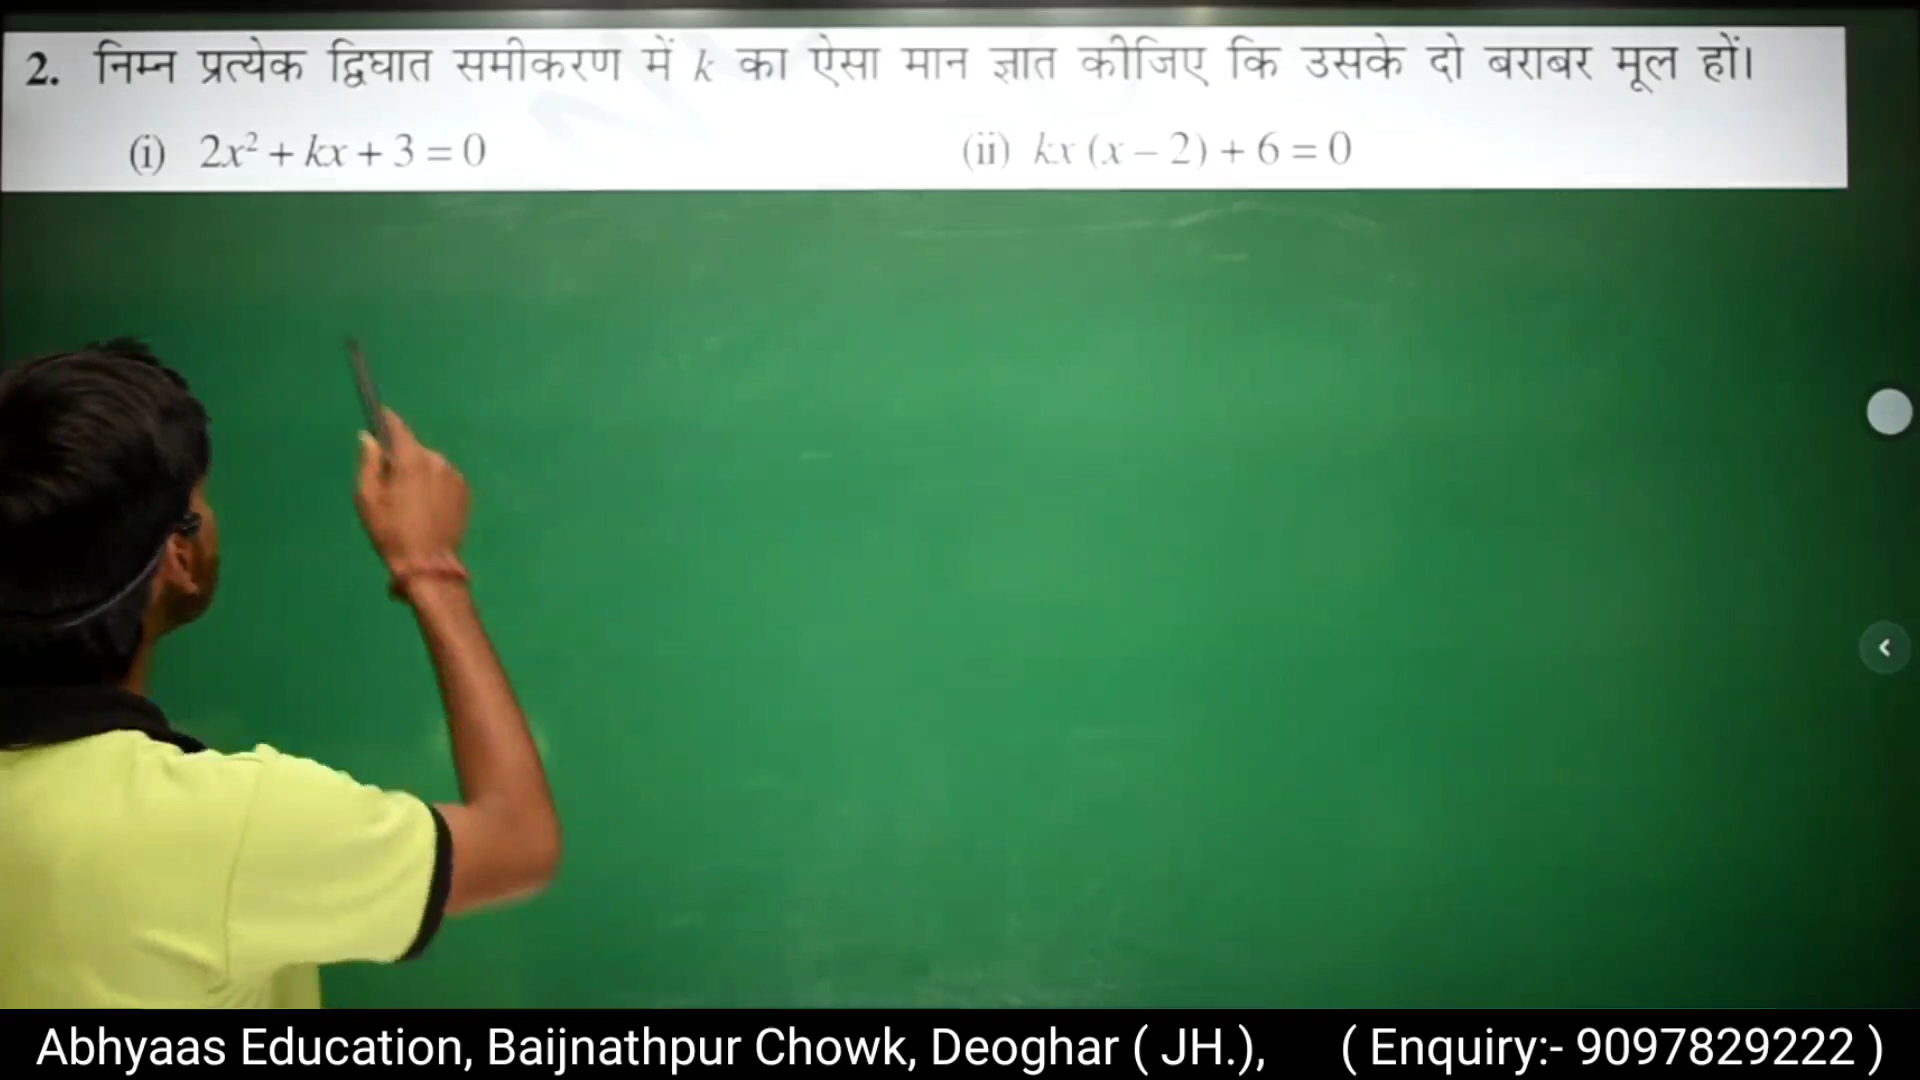 2. निम्न प्रत्येक द्विघात समीकरण में k का ऐसा मान ज्ञात कीजिए कि उसके दो बराबर मूल हों।
(i) 2x² + kx + 3 = 0 (ii) kx (x – 2) + 6 = 0
Abhyaas Education, Baijnathpur Chowk, Deoghar ( JH.), ( Enquiry:- 9097829222 )